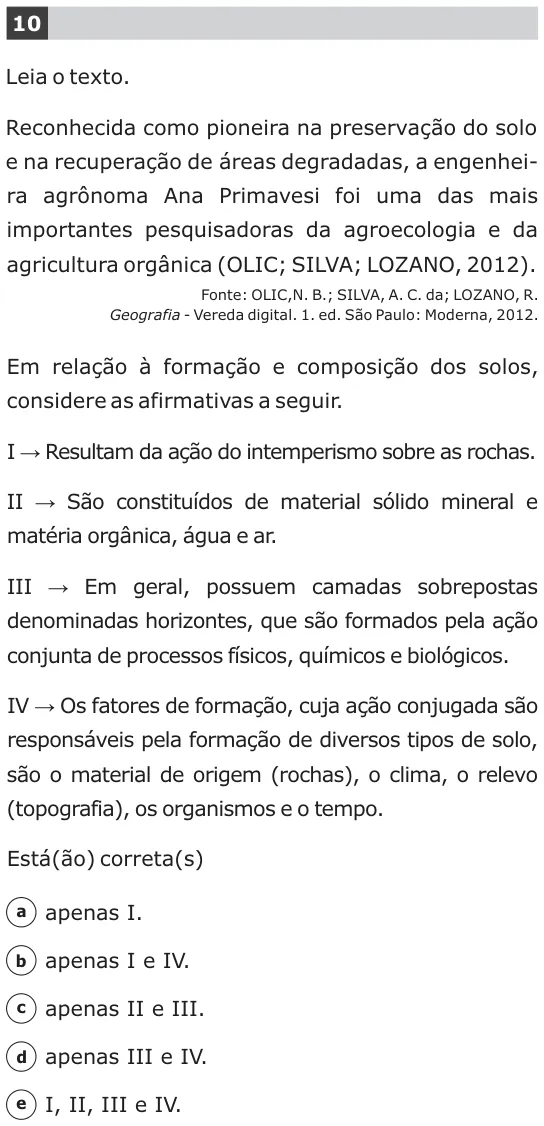 10
Leia o texto.
Reconhecida como pioneira na preservação do solo
e na recuperação de áreas degradadas, a engenhei-
ra agrônoma Ana Primavesi foi uma das mais
importantes pesquisadoras da agroecologia e da
agricultura orgânica (OLIC; SILVA; LOZANO, 2012).
Fonte: OLIC,N. B.; SILVA, A. C. da; LOZANO, R.
Geografia - Vereda digital. 1. ed. São Paulo: Moderna, 2012.
Em relação à formação e composição dos solos,
considere as afirmativas a seguir.
I → Resultam da ação do intemperismo sobre as rochas.
II → São constituídos de material sólido mineral e
matéria orgânica, água e ar.
III → Em geral, possuem camadas sobrepostas
denominadas horizontes, que são formados pela ação
conjunta de processos físicos, químicos e biológicos.
IV → Os fatores de formação, cuja ação conjugada são
responsáveis pela formação de diversos tipos de solo,
são o material de origem (rochas), o clima, o relevo
(topografia), os organismos e o tempo.
Está(ão) correta(s)
a apenas I.
b apenas I e IV.
c apenas II e III.
d apenas III e IV.
e I, II, III e IV.